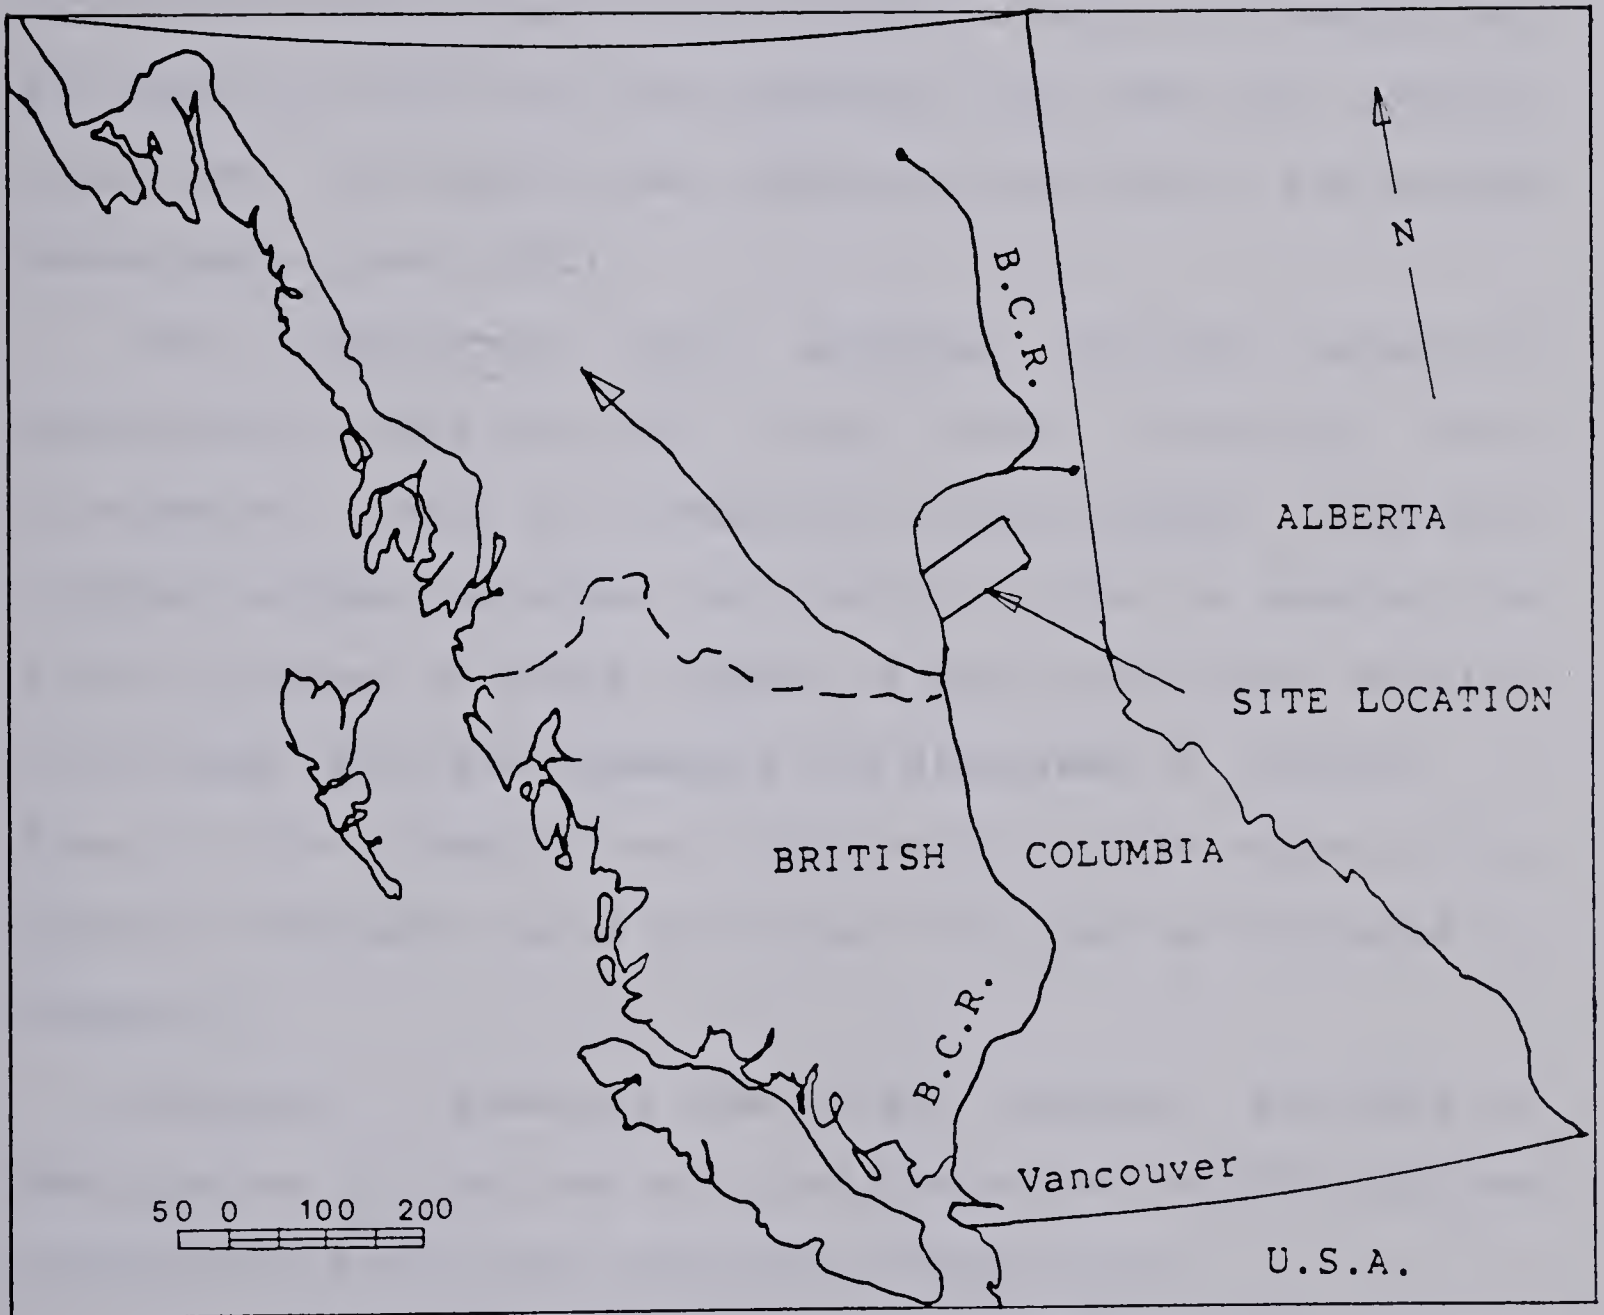 B.C.R.
N
ALBERTA
SITE LOCATION
BRITISH COLUMBIA
B.C.R.
Vancouver
50 0 100 200
U.S.A.